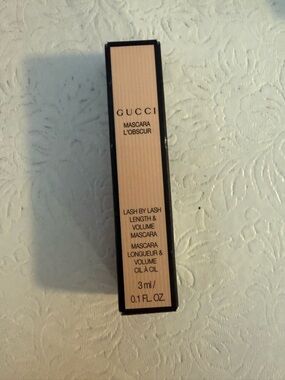 GUCCI
MASCARA
L'OBSCUR
LASH BY LASH
LENGTH &
VOLUME
MASCARA
MASCARA
LONGUEUR &
VOLUME
CIL À CIL
3 ml /
0.1 FL. OZ.